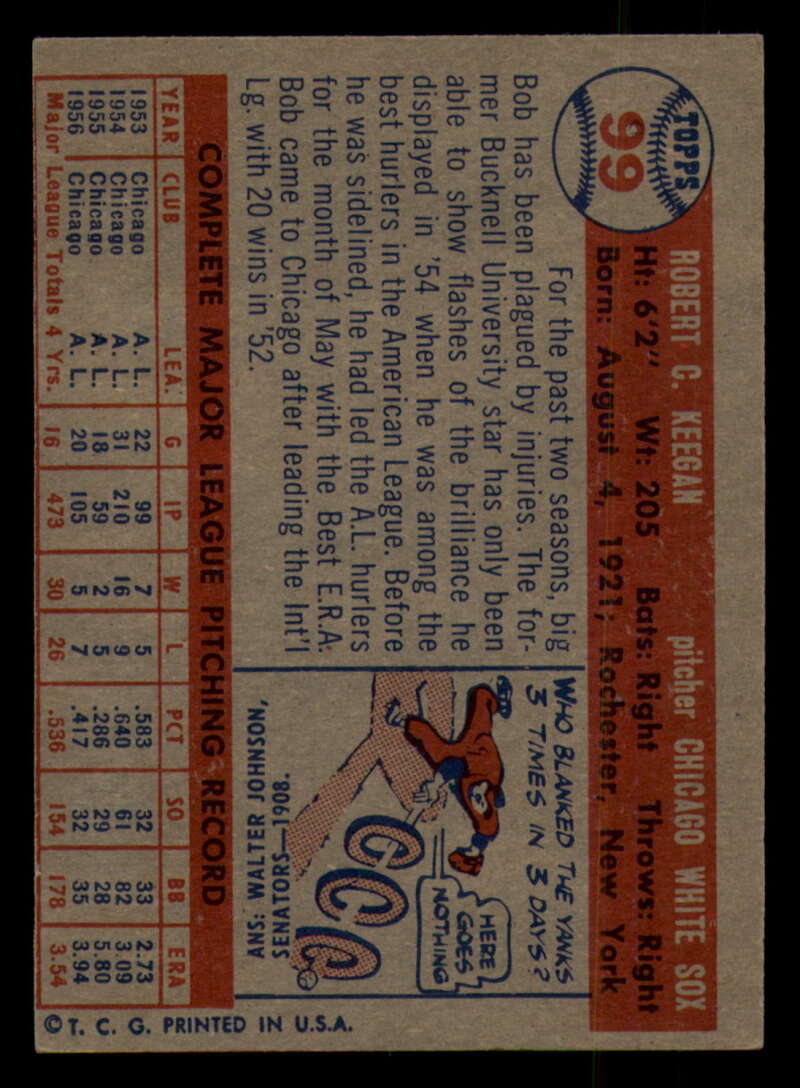 TOPPS
99
ROBERT C. KEEGAN pitcher CHICAGO WHITE SOX
Ht: 6'2" Wt: 205 Bats: Right Throws: Right
Born: August 4, 1921; Rochester, New York
For the past two seasons, big
Bob has been plagued by injuries. The for-
mer Bucknell University star has only been
able to show flashes of the brilliance he
displayed in '54 when he was among the
best hurlers in the American League. Before
he was sidelined, he had led the A.L. hurlers
for the month of May with the Best E.R.A.
Bob came to Chicago after leading the Int'l
Lg. with 20 wins in '52.
WHO BLANKED THE YANKS
3 TIMES IN 3 DAYS?
HERE
GOES
NOTHING
ANS: WALTER JOHNSON,
SENATORS—1908.
COMPLETE MAJOR LEAGUE PITCHING RECORD
YEAR CLUB LEA. G IP W L PCT SO BB ERA
1953 Chicago A. L. 22 99 7 5 .583 32 33 2.73
1954 Chicago A. L. 31 210 16 9 .640 61 82 3.09
1955 Chicago A. L. 18 59 2 5 .286 29 28 5.80
1956 Chicago A. L. 20 105 5 7 .417 32 35 3.94
Major League Totals 4 Yrs. 16 473 30 26 .536 154 178 3.54
© T. C. G. PRINTED IN U.S.A.